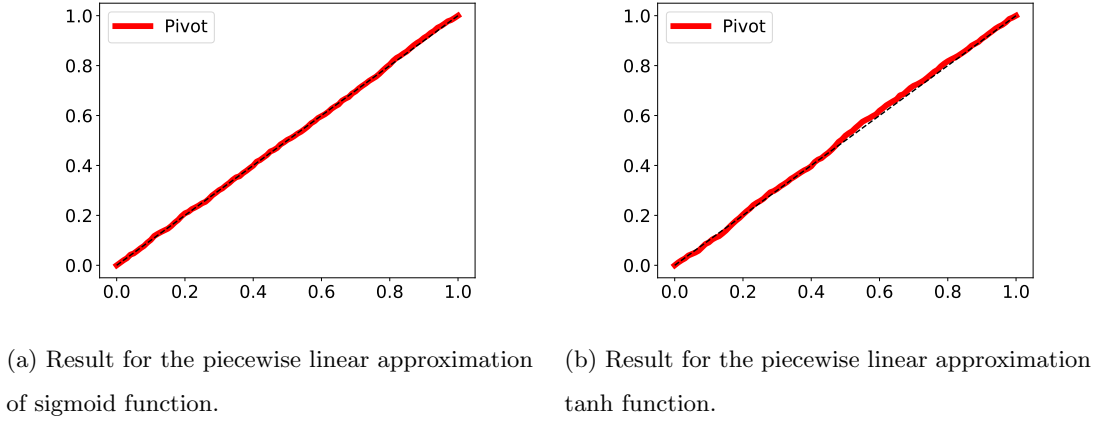 1.0
0.8
0.6
0.4
0.2
0.0
0.0 0.2 0.4 0.6 0.8 1.0
Pivot
(a) Result for the piecewise linear approximation
of sigmoid function.
1.0
0.8
0.6
0.4
0.2
0.0
0.0 0.2 0.4 0.6 0.8 1.0
Pivot
(b) Result for the piecewise linear approximation
tanh function.